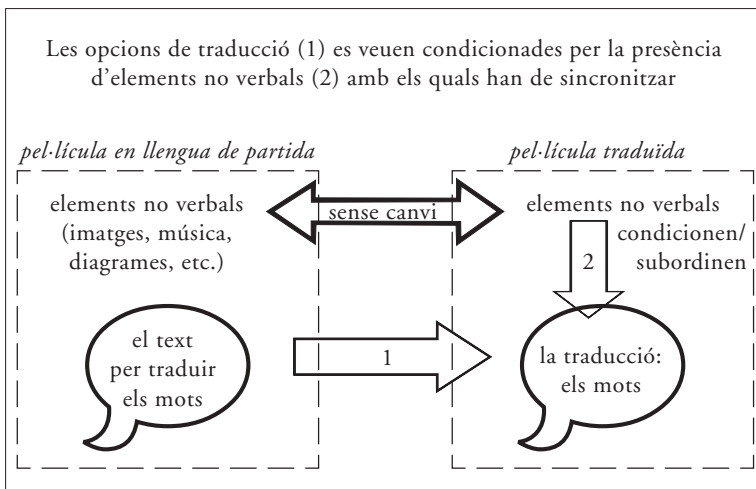 Les opcions de traducció (1) es veuen condicionades per la presència
d’elements no verbals (2) amb els quals han de sincronitzar
pel·lícula en llengua de partida
pel·lícula traduïda
elements no verbals
(imatges, música,
diagrames, etc.)
sense canvi
elements no verbals
condicionen/
subordinen
2
el text
per traduir
els mots
1
la traducció:
els mots